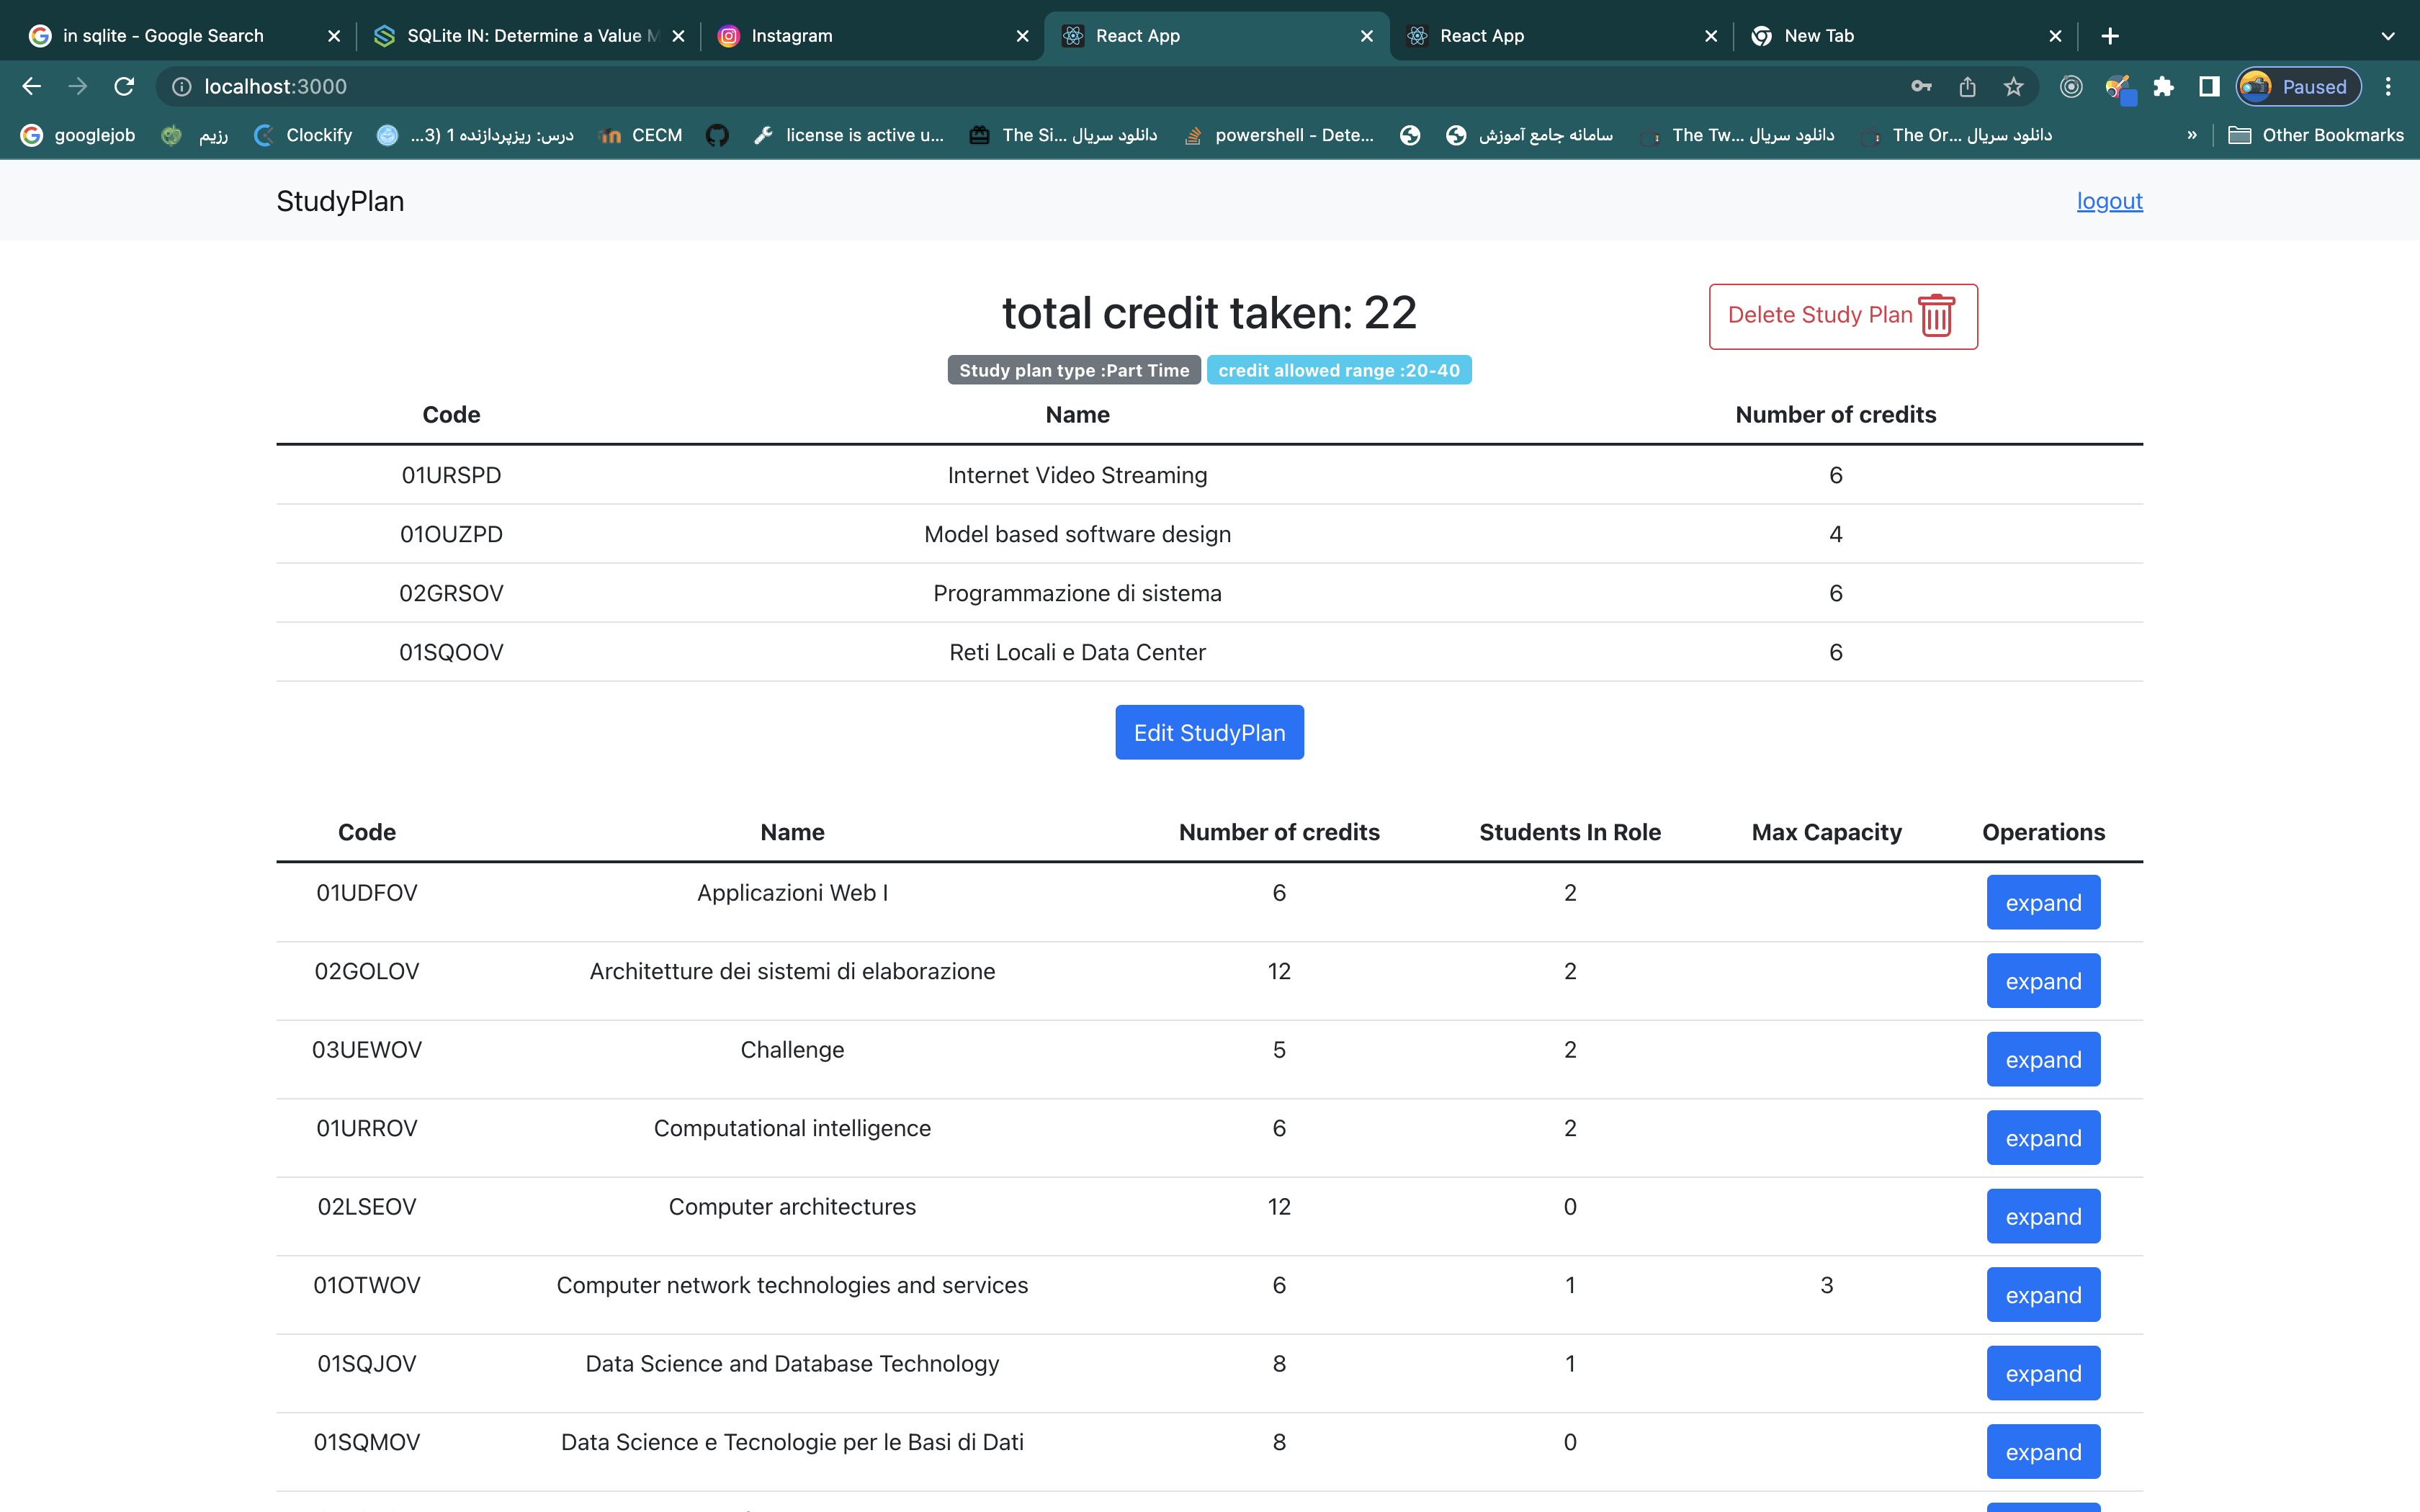 in sqlite - Google Search
SQLite IN: Determine a Value M
Instagram
React App
React App
New Tab
localhost:3000
Paused
googlejob
رژیم
Clockify
درس: ریزپردازنده 1 (3...
CECM
license is active u...
The Si... دانلود سریال
powershell - Dete...
سامانه جامع آموزش
The Tw... دانلود سریال
The Or... دانلود سریال
»
Other Bookmarks
StudyPlan
logout
total credit taken: 22
Delete Study Plan
Study plan type :Part Time credit allowed range :20-40
Code Name Number of credits
01URSPD Internet Video Streaming 6
01OUZPD Model based software design 4
02GRSOV Programmazione di sistema 6
01SQOOV Reti Locali e Data Center 6
Edit StudyPlan
Code Name Number of credits Students In Role Max Capacity Operations
01UDFOV Applicazioni Web I 6 2 expand
02GOLOV Architetture dei sistemi di elaborazione 12 2 expand
03UEWOV Challenge 5 2 expand
01URROV Computational intelligence 6 2 expand
02LSEOV Computer architectures 12 0 expand
01OTWOV Computer network technologies and services 6 1 3 expand
01SQJOV Data Science and Database Technology 8 1 expand
01SQMOV Data Science e Tecnologie per le Basi di Dati 8 0 expand